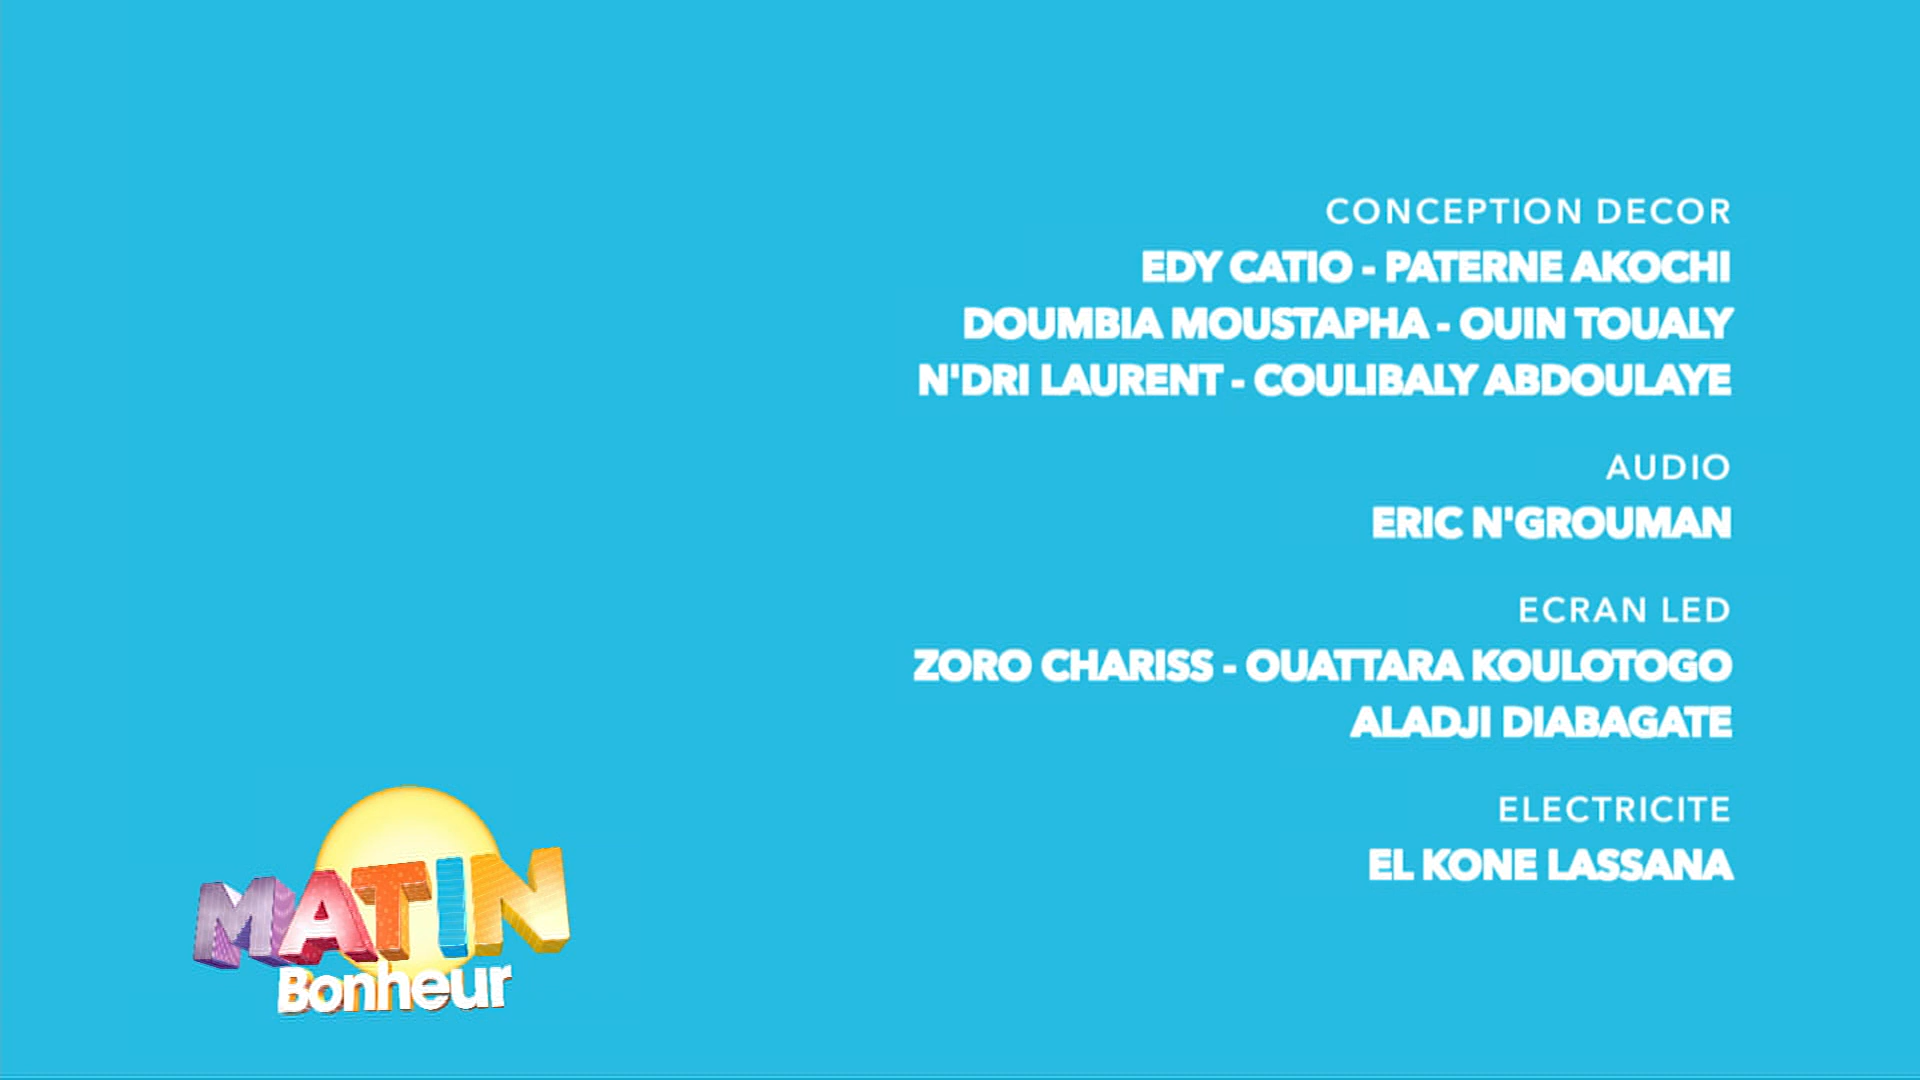 CONCEPTION DECOR
EDY CATIO - PATERNE AKOCHI
DOUMBIA MOUSTAPHA - OUIN TOUALY
N'DRI LAURENT - COULIBALY ABDOULAYE
AUDIO
ERIC N'GROUMAN
ECRAN LED
ZORO CHARISS - OUATTARA KOULOTOGO
ALADJI DIABAGATE
ELECTRICITE
EL KONE LASSANA
MATIN
Bonheur